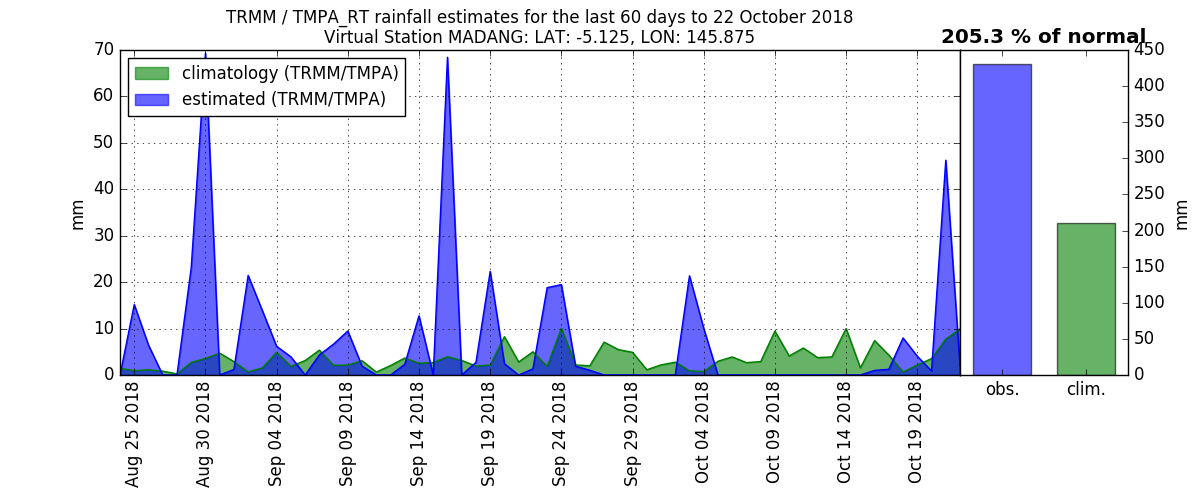 TRMM / TMPA_RT rainfall estimates for the last 60 days to 22 October 2018
Virtual Station MADANG: LAT: -5.125, LON: 145.875
205.3 % of normal
climatology (TRMM/TMPA)
estimated (TRMM/TMPA)
mm
70
60
50
40
30
20
10
0
Aug 25 2018
Aug 30 2018
Sep 04 2018
Sep 09 2018
Sep 14 2018
Sep 19 2018
Sep 24 2018
Sep 29 2018
Oct 04 2018
Oct 09 2018
Oct 14 2018
Oct 19 2018
obs.
clim.
450
400
350
300
250
200
150
100
50
0
mm